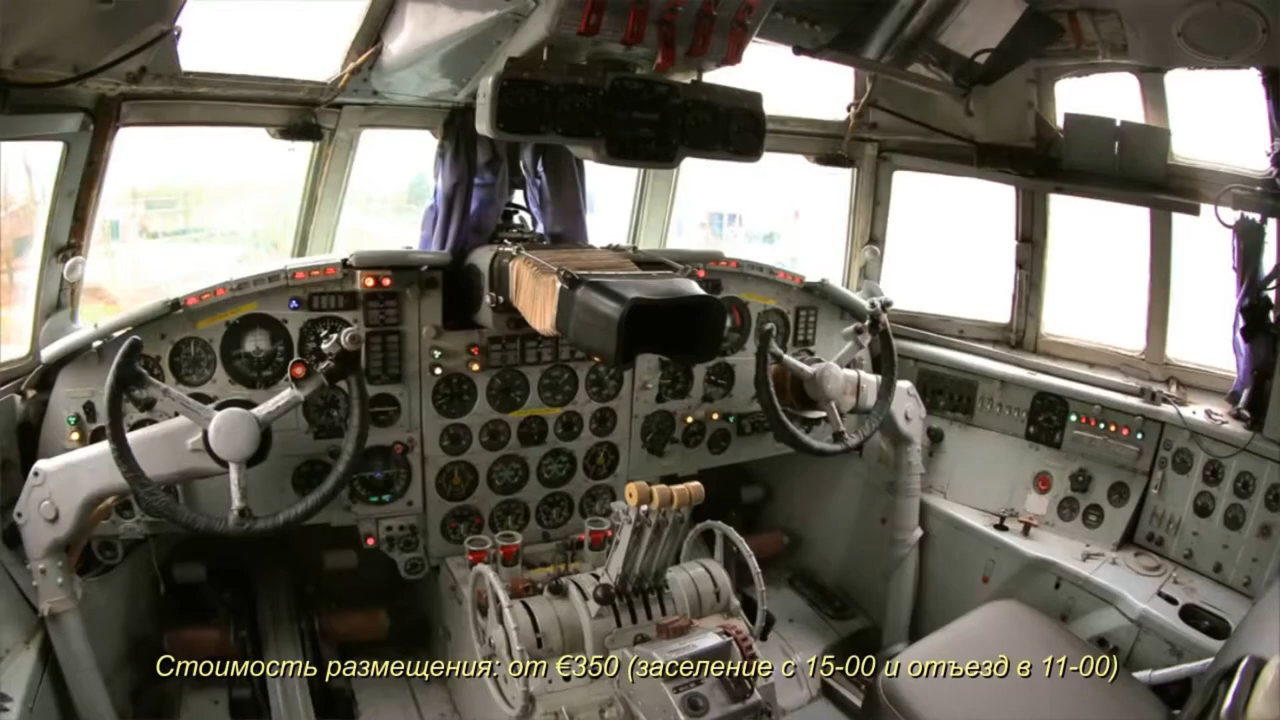 Стоимость размещения: от €350 (заселение с 15-00 и отъезд в 11-00)